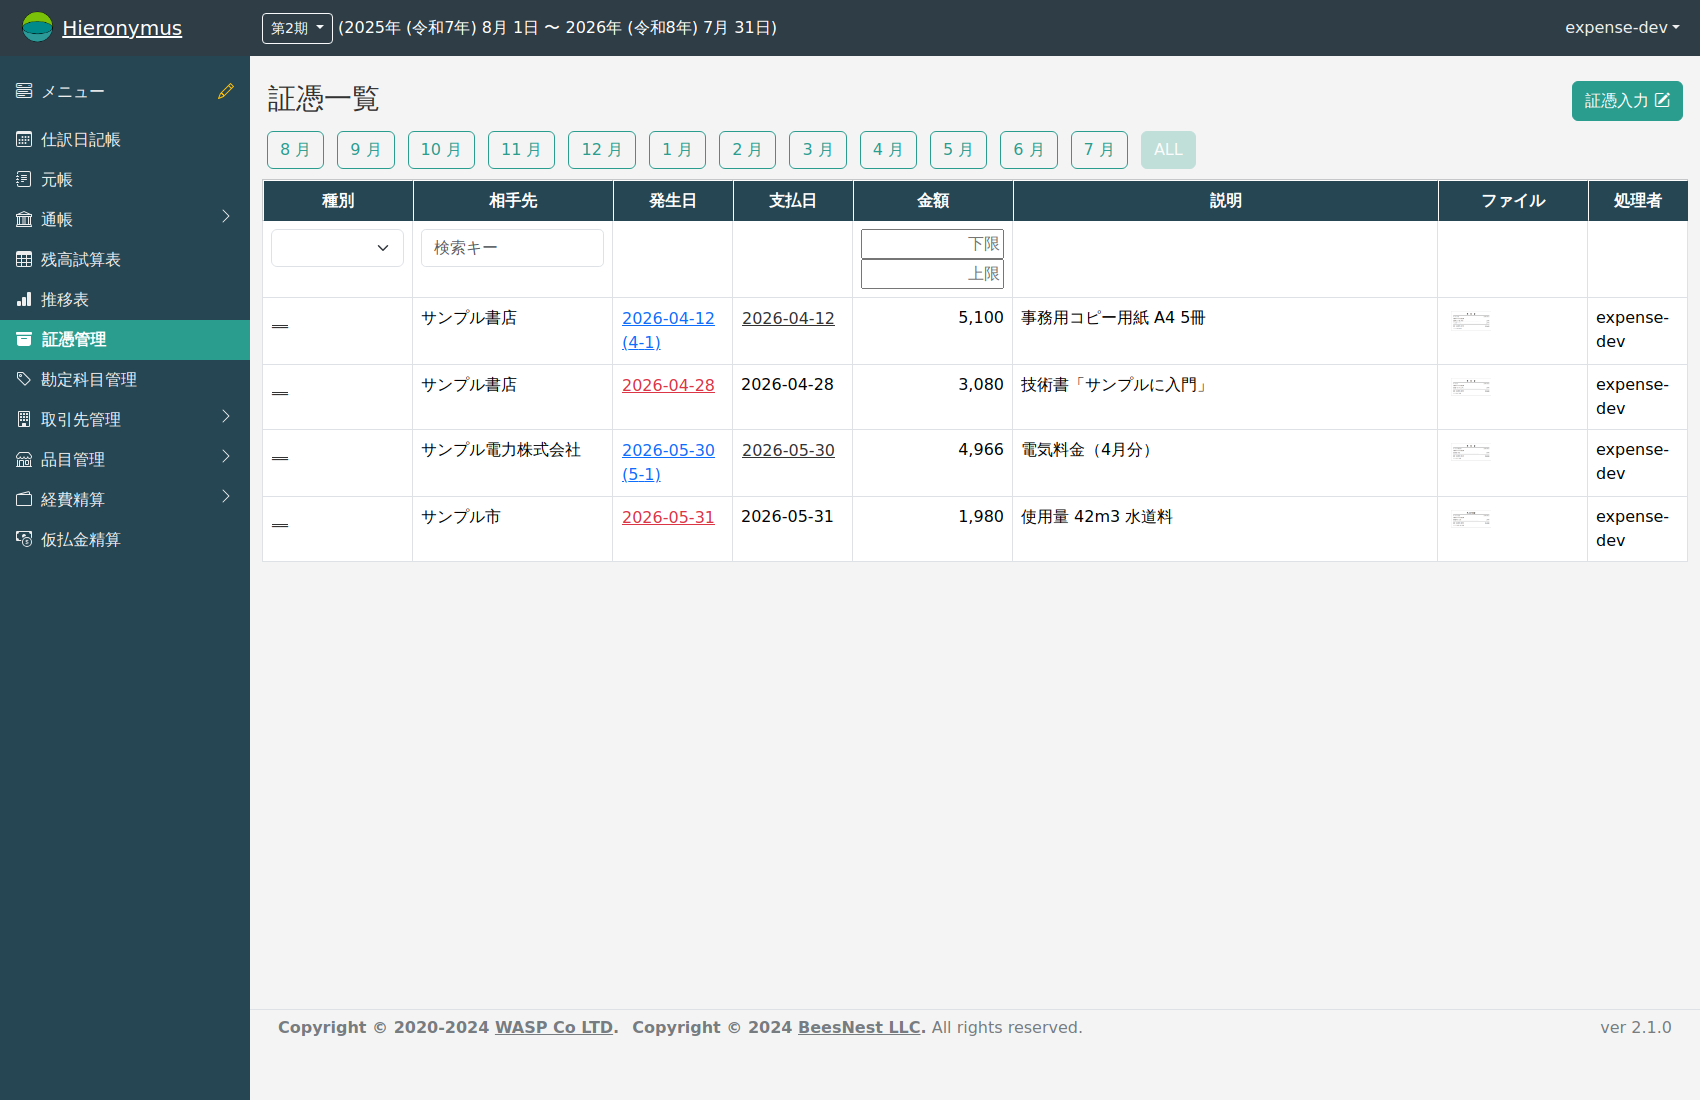 Hieronymus
第2期 (2025年 (令和7年) 8月 1日 〜 2026年 (令和8年) 7月 31日)
expense-dev
メニュー
仕訳日記帳
元帳
通帳
残高試算表
推移表
証憑管理
勘定科目管理
取引先管理
品目管理
経費精算
仮払金精算
証憑一覧
証憑入力
8 月 9 月 10 月 11 月 12 月 1 月 2 月 3 月 4 月 5 月 6 月 7 月 ALL
種別 相手先 発生日 支払日 金額 説明 ファイル 処理者
検索キー 下限
上限
__ サンプル書店 2026-04-12 2026-04-12 5,100 事務用コピー用紙 A4 5冊 expense-
(4-1) dev
__ サンプル書店 2026-04-28 2026-04-28 3,080 技術書「サンプルに入門」 expense-
dev
__ サンプル電力株式会社 2026-05-30 2026-05-30 4,966 電気料金（4月分） expense-
(5-1) dev
__ サンプル市 2026-05-31 2026-05-31 1,980 使用量 42m3 水道料 expense-
dev
Copyright © 2020-2024 WASP Co LTD. Copyright © 2024 BeesNest LLC. All rights reserved.
ver 2.1.0